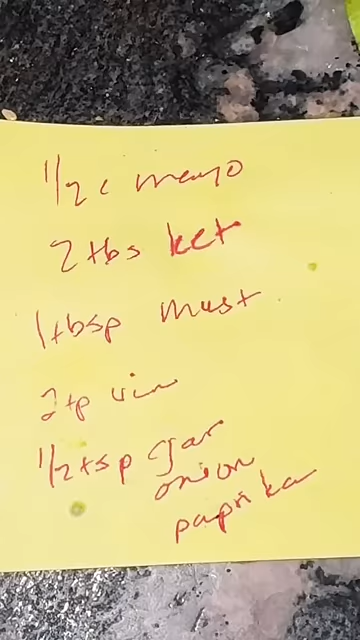 1/2 c mayo
2 tbs ket
1 tbsp must
2 tp vin
1/2 tsp gar
onion
paprika